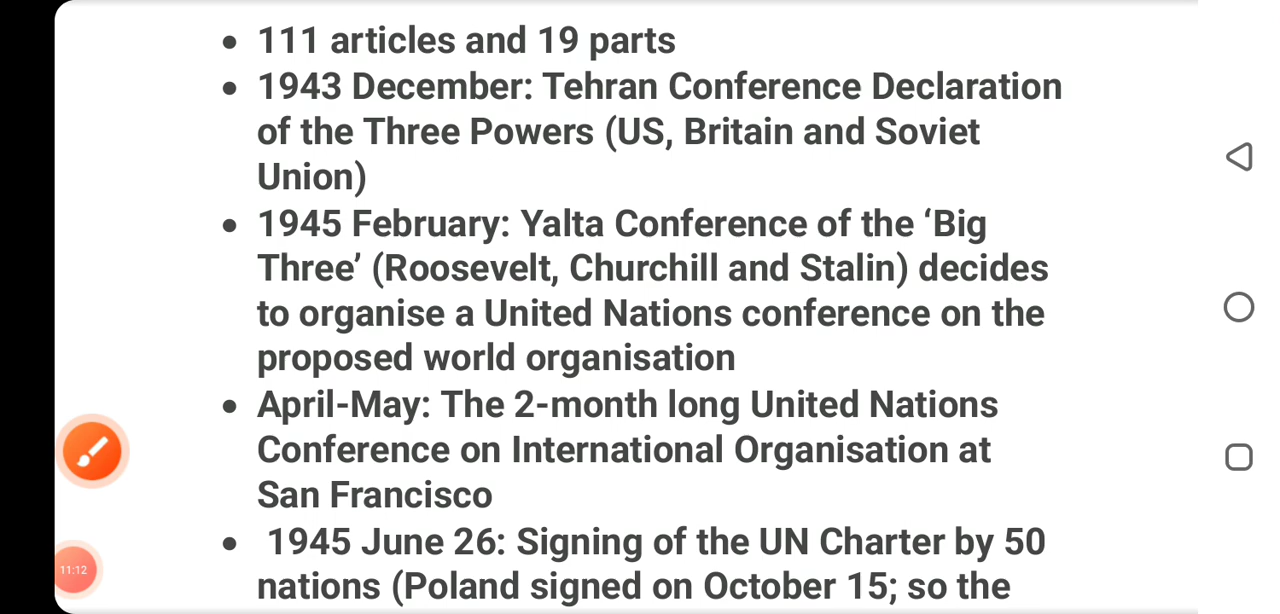 • 111 articles and 19 parts
• 1943 December: Tehran Conference Declaration
of the Three Powers (US, Britain and Soviet
Union)
• 1945 February: Yalta Conference of the ‘Big
Three’ (Roosevelt, Churchill and Stalin) decides
to organise a United Nations conference on the
proposed world organisation
• April-May: The 2-month long United Nations
Conference on International Organisation at
San Francisco
• 1945 June 26: Signing of the UN Charter by 50
nations (Poland signed on October 15; so the
11:12